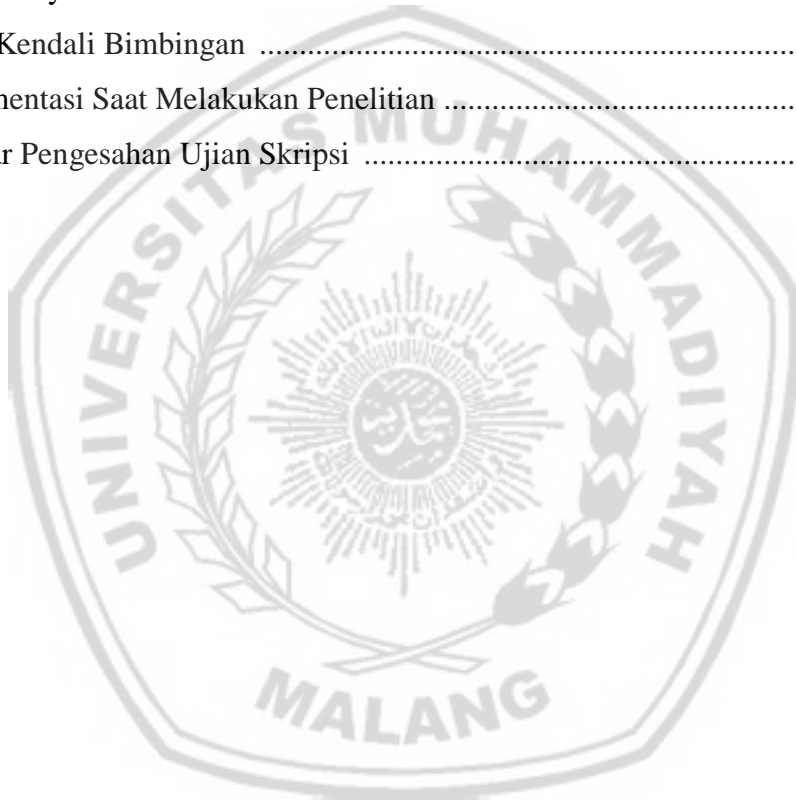 Kendali Bimbingan ....................................................................................
mentasi Saat Melakukan Penelitian .......................................................
r Pengesahan Ujian Skripsi ....................................................................
UNIVERSITAS MUHAMMADIYAH
MALANG